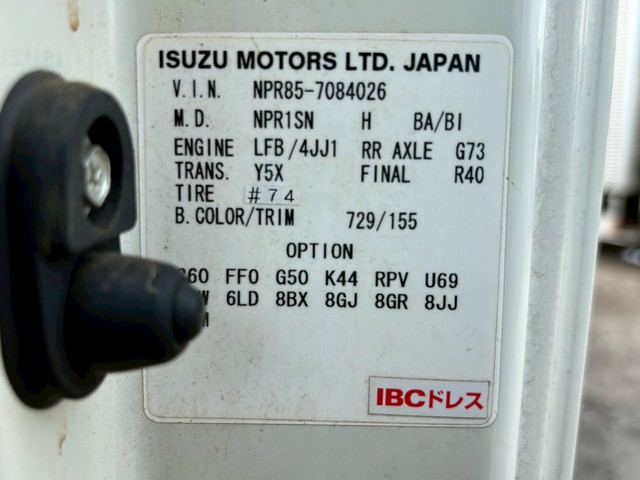 ISUZU MOTORS LTD. JAPAN
V.I.N. NPR85-7084026
M.D. NPR1SN H BA/BI
ENGINE LFB/4JJ1 RR AXLE G73
TRANS. Y5X FINAL R40
TIRE #74
B.COLOR/TRIM 729/155
OPTION
FF0 G50 K44 RPV U69
6LD 8BX 8GJ 8GR 8JJ
IBCドレス